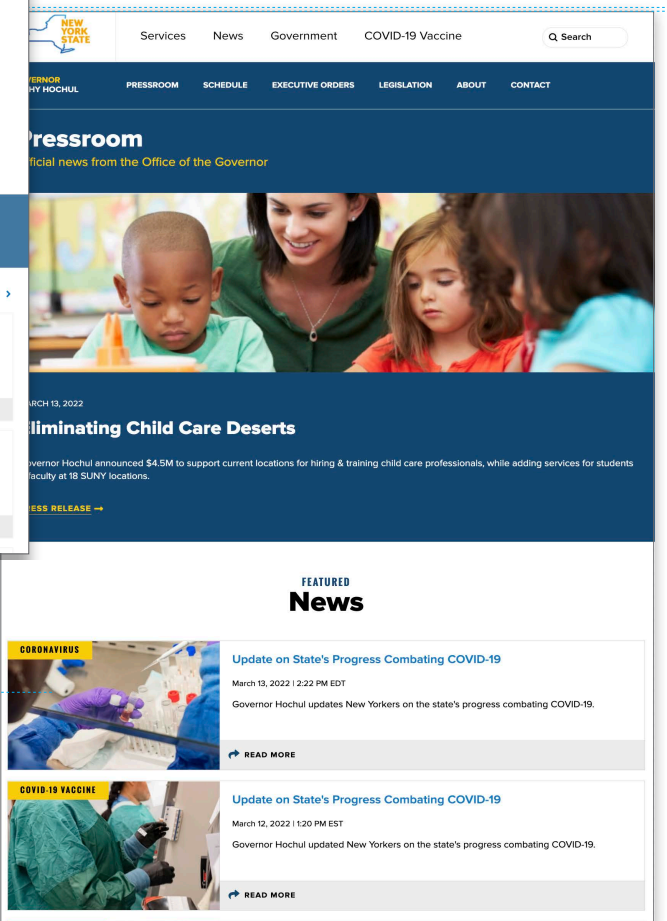 NEW
YORK
STATE
Services News Government COVID-19 Vaccine Search
VERNOR
HY HOCHUL
PRESSROOM SCHEDULE EXECUTIVE ORDERS LEGISLATION ABOUT CONTACT
ressroom
ficial news from the Office of the Governor
RCH 13, 2022
liminating Child Care Deserts
overnor Hochul announced $4.5M to support current locations for hiring & training child care professionals, while adding services for students
faculty at 18 SUNY locations.
ESS RELEASE →
FEATURED
News
CORONAVIRUS
Update on State's Progress Combating COVID-19
March 13, 2022 | 2:22 PM EDT
Governor Hochul updates New Yorkers on the state's progress combating COVID-19.
READ MORE
COVID-19 VACCINE
Update on State's Progress Combating COVID-19
March 12, 2022 | 1:20 PM EST
Governor Hochul updated New Yorkers on the state's progress combating COVID-19.
READ MORE